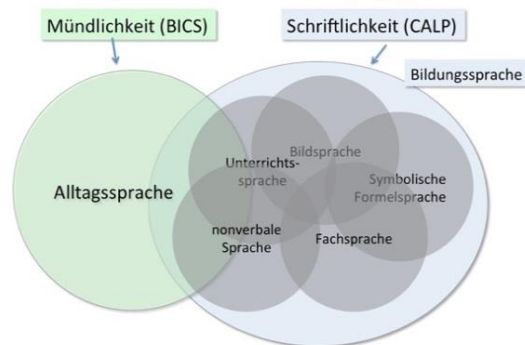 Mündlichkeit (BICS)
Schriftlichkeit (CALP)
Bildungssprache
Alltagssprache
Unterrichts-
sprache
Bildsprache
Symbolische
Formelsprache
nonverbale
Sprache
Fachsprache